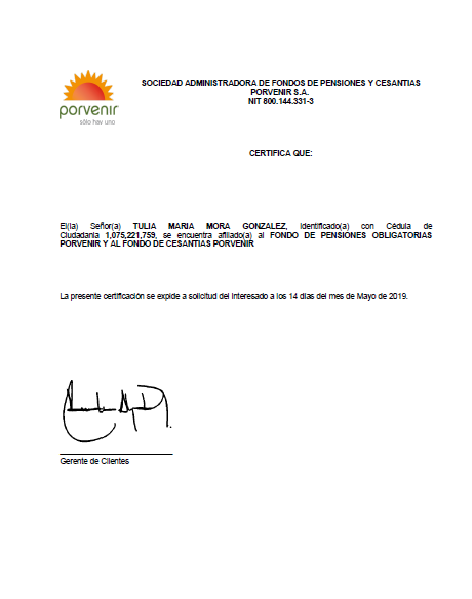 porvenir
sólo hay uno
SOCIEDAD ADMINISTRADORA DE FONDOS DE PENSIONES Y CESANTIAS
PORVENIR S.A.
NIT 800.144.331-3
CERTIFICA QUE:
El(la) Señor(a) TULIA MARIA MORA GONZALEZ, identificado(a) con Cédula de
Ciudadania 1,075,221,759, se encuentra afiliado(a) al FONDO DE PENSIONES OBLIGATORIAS
PORVENIR Y AL FONDO DE CESANTIAS PORVENIR
La presente certificación se expide a solicitud del interesado a los 14 dias del mes de Mayo de 2019.
Gerente de Clientes